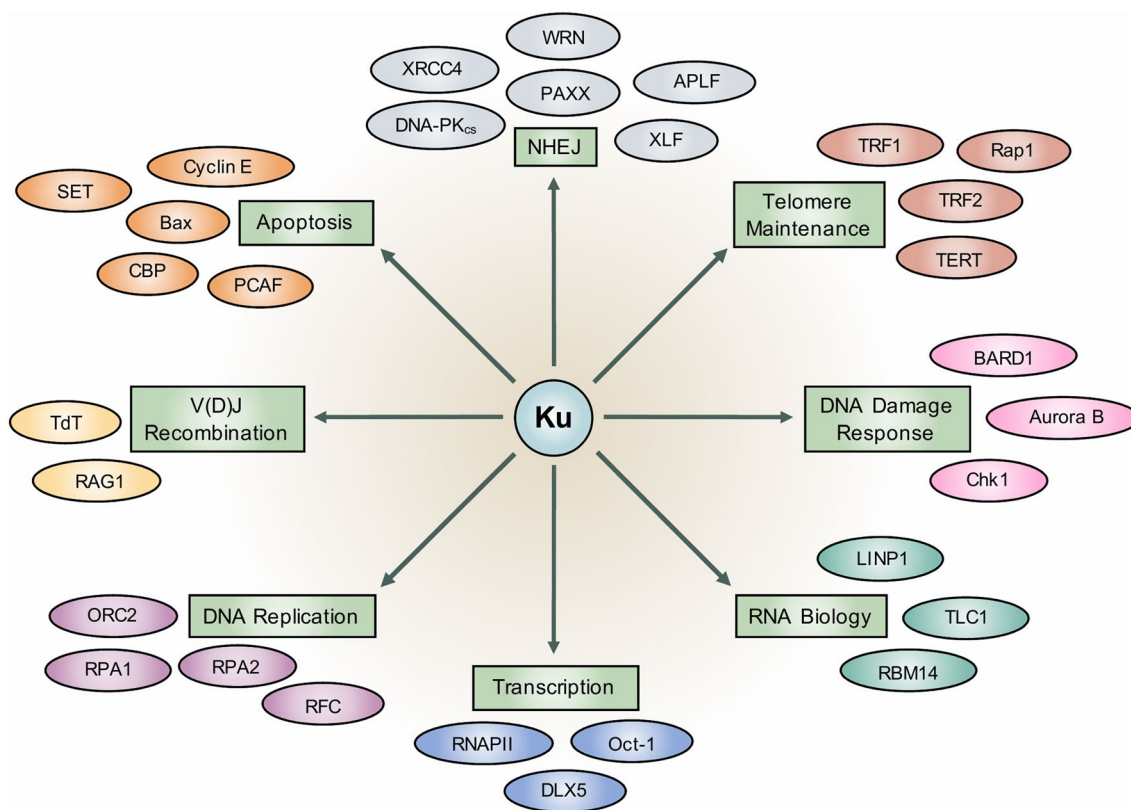 WRN
XRCC4
PAXX
APLF
DNA-PKcs
NHEJ
XLF
TRF1
Rap1
Telomere
Maintenance
TRF2
TERT
Cyclin E
SET
Bax
Apoptosis
CBP
PCAF
BARD1
DNA Damage
Response
Aurora B
Chk1
V(D)J
Recombination
TdT
RAG1
Ku
LINP1
RNA Biology
TLC1
RBM14
ORC2
DNA Replication
RPA1
RPA2
RFC
Transcription
RNAPII
Oct-1
DLX5